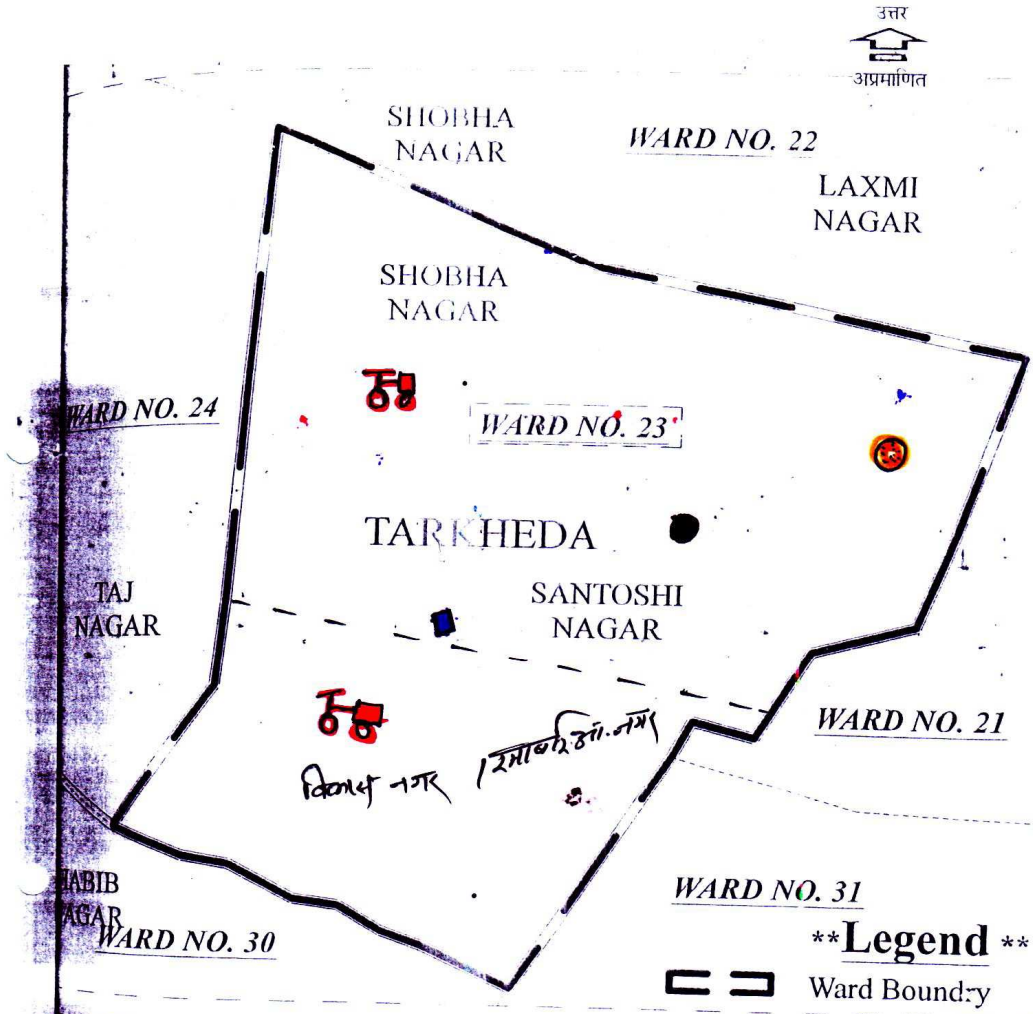 उत्तर
अप्रमाणित
SHOBHA
NAGAR
WARD NO. 22
LAXMI
NAGAR
SHOBHA
NAGAR
WARD NO. 24
WARD NO. 23
TARKHEDA
TAJ
NAGAR
SANTOSHI
NAGAR
WARD NO. 21
विकास नगर
WARD NO. 31
HABIB
NAGAR
WARD NO. 30
**Legend **
Ward Boundry